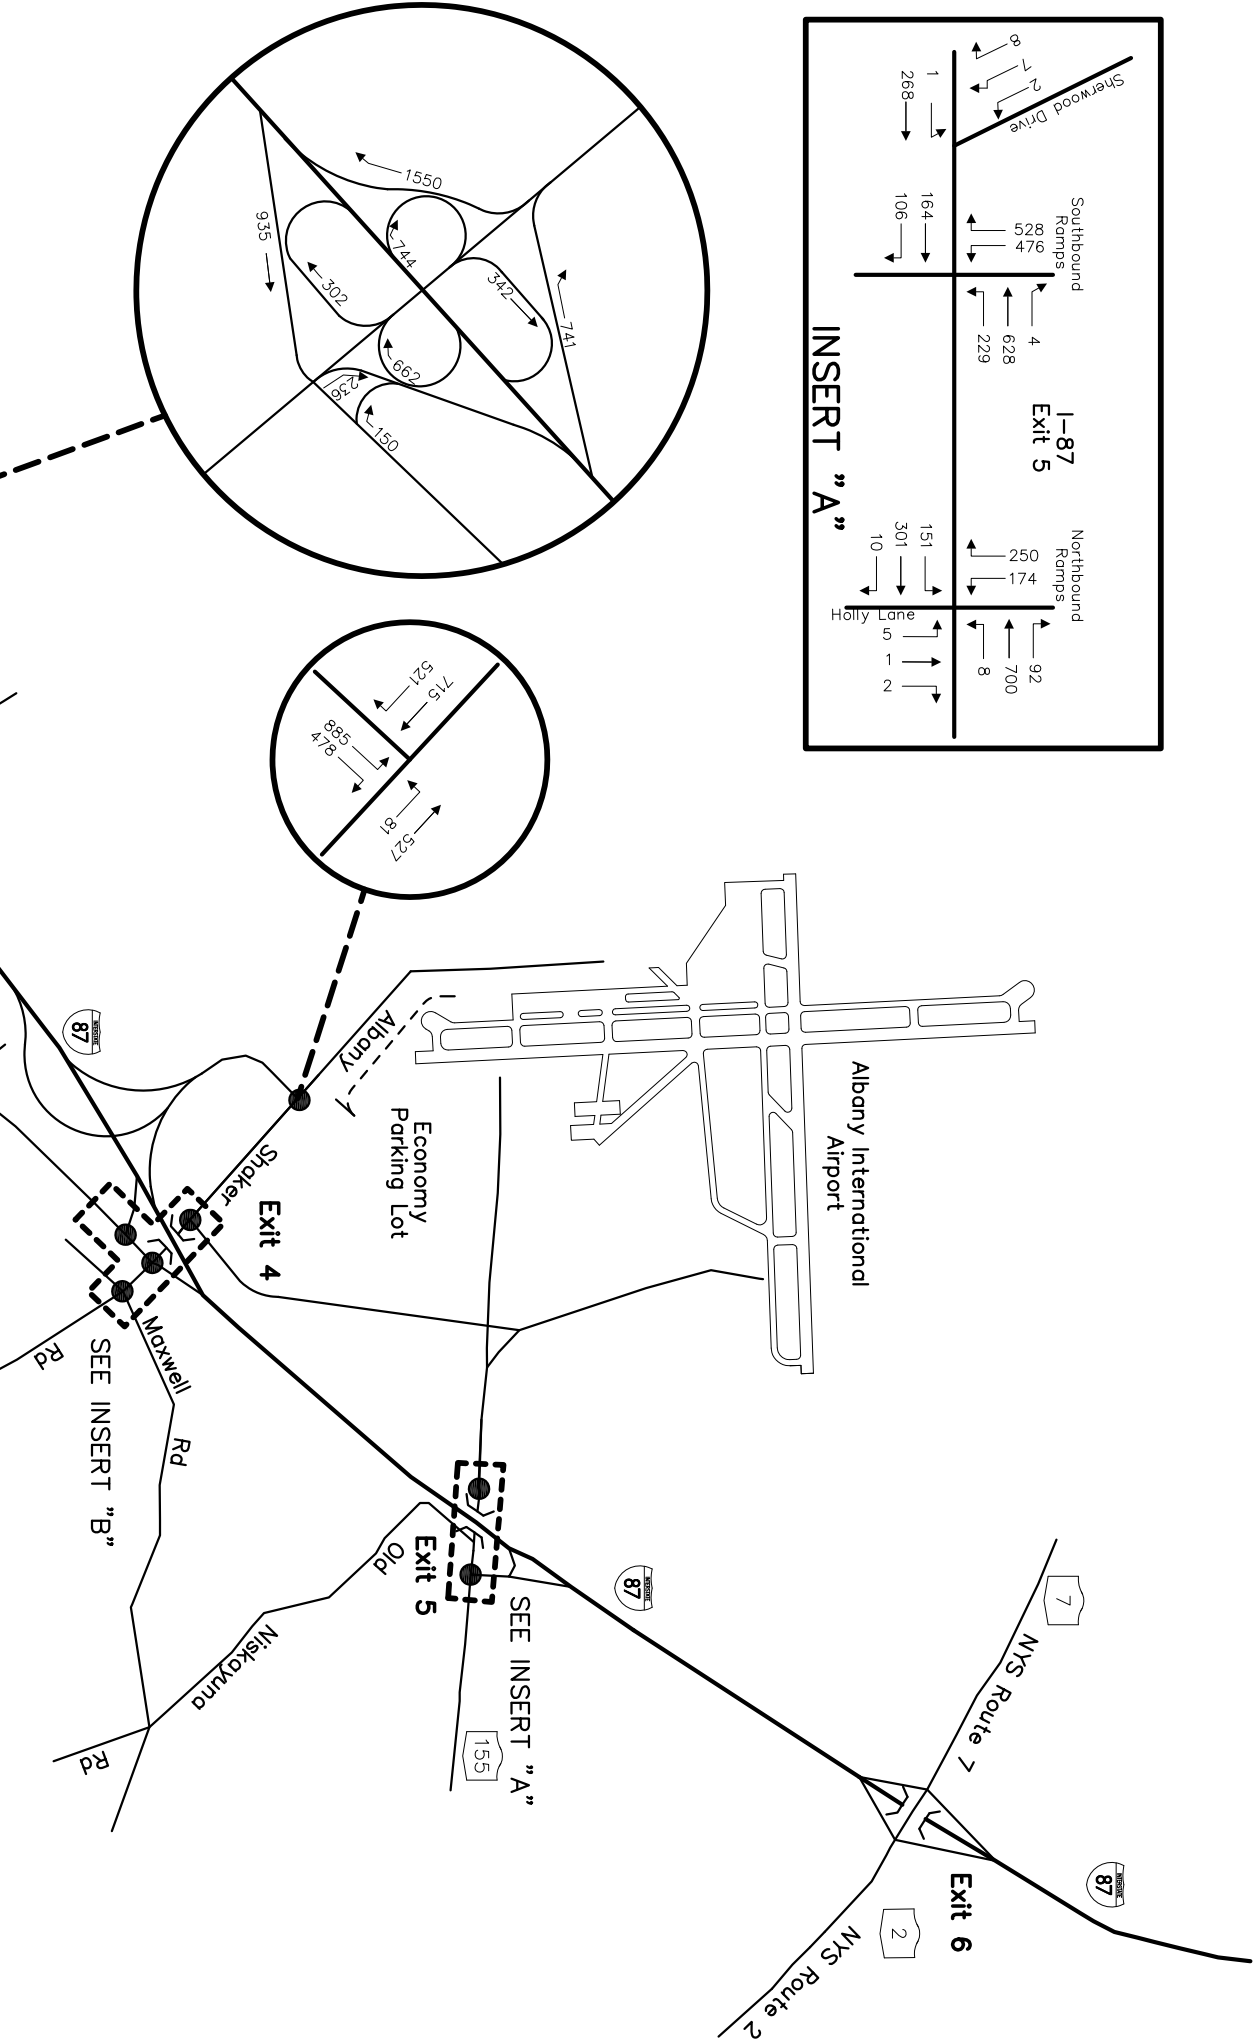 Sherwood Drive
8
7
2
1
268
Southbound
Ramps
528
476
164
106
4
628
229
I-87
Exit 5
Northbound
Ramps
250
174
151
301
10
Holly Lane
5
1
2
92
700
8
INSERT "A"
1550
935
744
302
342
741
662
236
150
521
715
885
478
81
527
Albany International
Airport
Economy
Parking Lot
Albany
Shaker
Rd
INTERSTATE
87
Exit 4
Maxwell
Rd
SEE INSERT "B"
Old
Niskayuna
Rd
Exit 5
SEE INSERT "A"
155
INTERSTATE
87
7
NYS Route 7
Exit 6
2
NYS Route 2
INTERSTATE
87